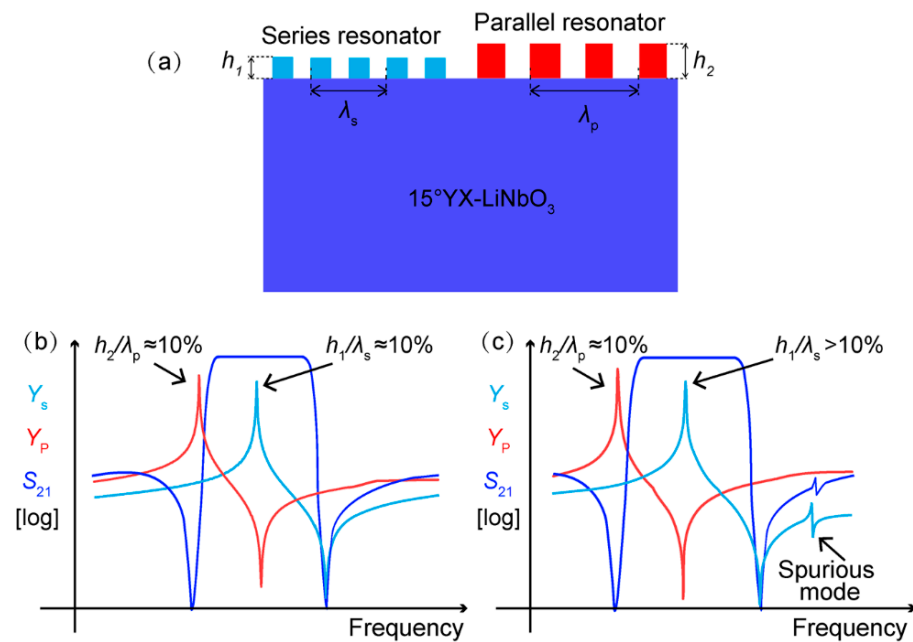 Series resonator
Parallel resonator
(a)
h₁
h₂
λs
λp
15°YX-LiNbO₃
(b)
h₂/λp≈10%
h₁/λs≈10%
Ys
YP
S₂₁
[log]
Frequency
(c)
h₂/λp≈10%
h₁/λs>10%
Ys
YP
S₂₁
[log]
Spurious
mode
Frequency